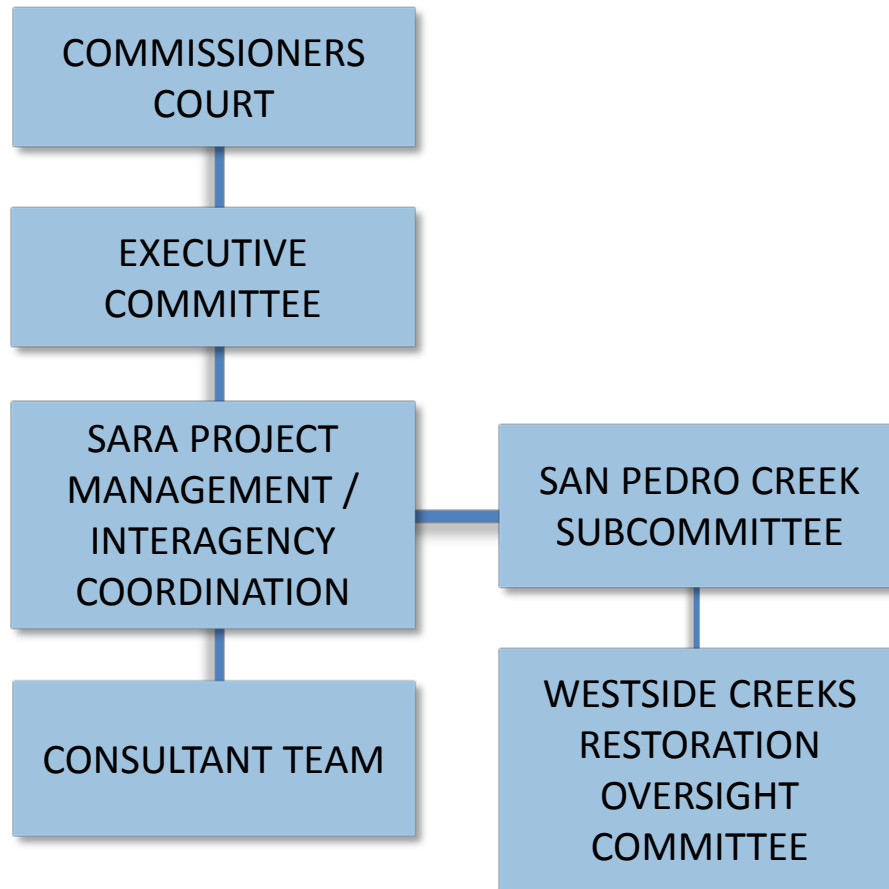 COMMISSIONERS
COURT
EXECUTIVE
COMMITTEE
SARA PROJECT
MANAGEMENT /
INTERAGENCY
COORDINATION
SAN PEDRO CREEK
SUBCOMMITTEE
CONSULTANT TEAM
WESTSIDE CREEKS
RESTORATION
OVERSIGHT
COMMITTEE